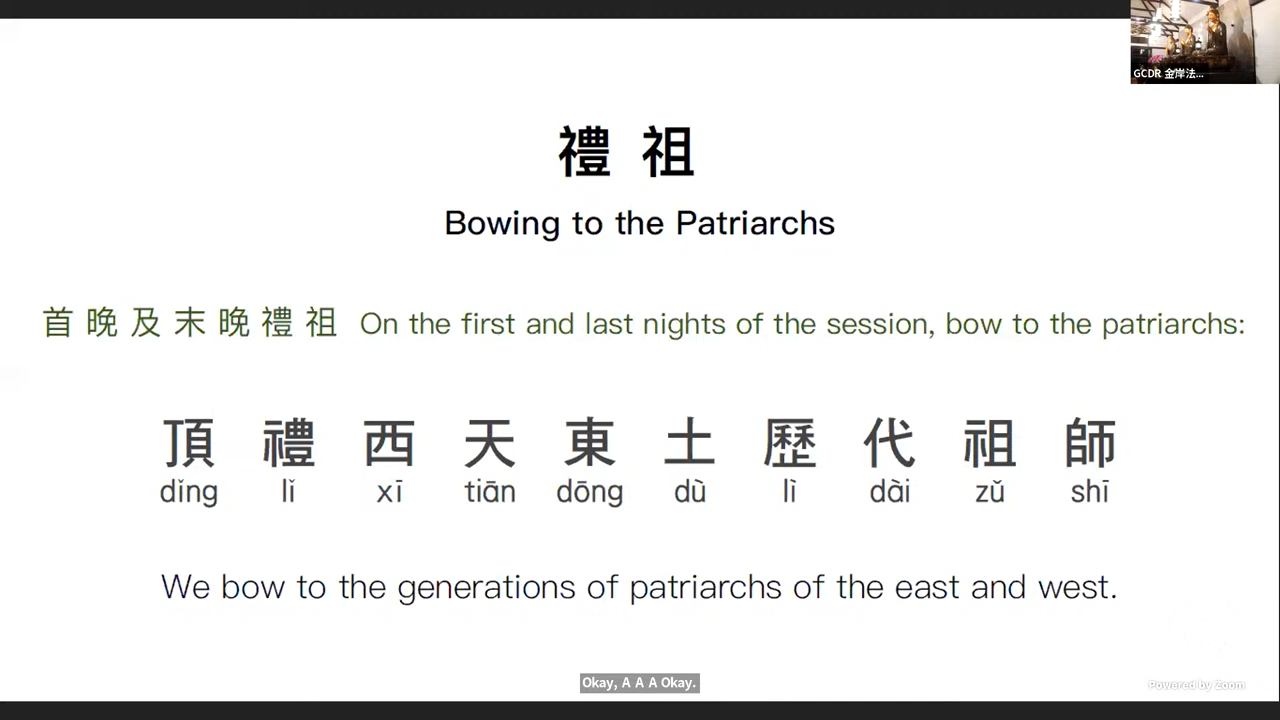 GCDR 金岸法...
禮 祖
Bowing to the Patriarchs
首 晚 及 末 晚 禮 祖 On the first and last nights of the session, bow to the patriarchs:
頂 禮 西 天 東 土 歷 代 祖 師
dǐng lǐ xī tiān dōng dù lì dài zǔ shī
We bow to the generations of patriarchs of the east and west.
Okay, A A A Okay.
Powered by Zoom